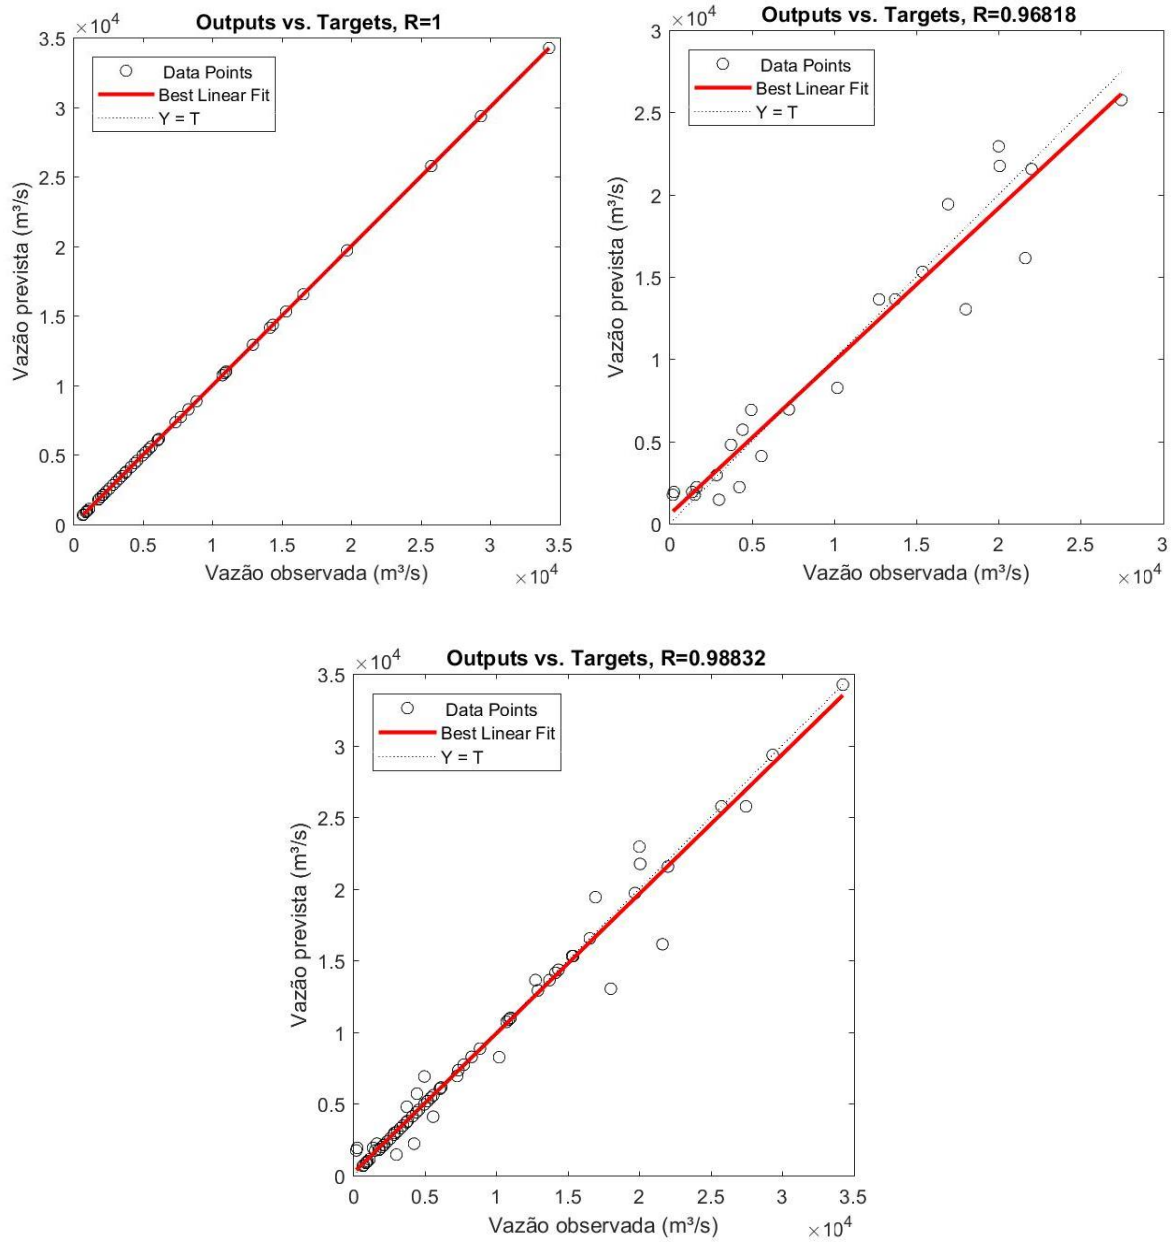 Outputs vs. Targets, R=1
×10⁴
3.5
3
2.5
2
1.5
1
0.5
0
Vazão prevista (m³/s)
Data Points
Best Linear Fit
Y = T
0 0.5 1 1.5 2 2.5 3 3.5
Vazão observada (m³/s)
×10⁴
Outputs vs. Targets, R=0.96818
×10⁴
3
2.5
2
1.5
1
0.5
0
Vazão prevista (m³/s)
Data Points
Best Linear Fit
Y = T
0 0.5 1 1.5 2 2.5 3
Vazão observada (m³/s)
×10⁴
Outputs vs. Targets, R=0.98832
×10⁴
3.5
3
2.5
2
1.5
1
0.5
0
Vazão prevista (m³/s)
Data Points
Best Linear Fit
Y = T
0 0.5 1 1.5 2 2.5 3 3.5
Vazão observada (m³/s)
×10⁴